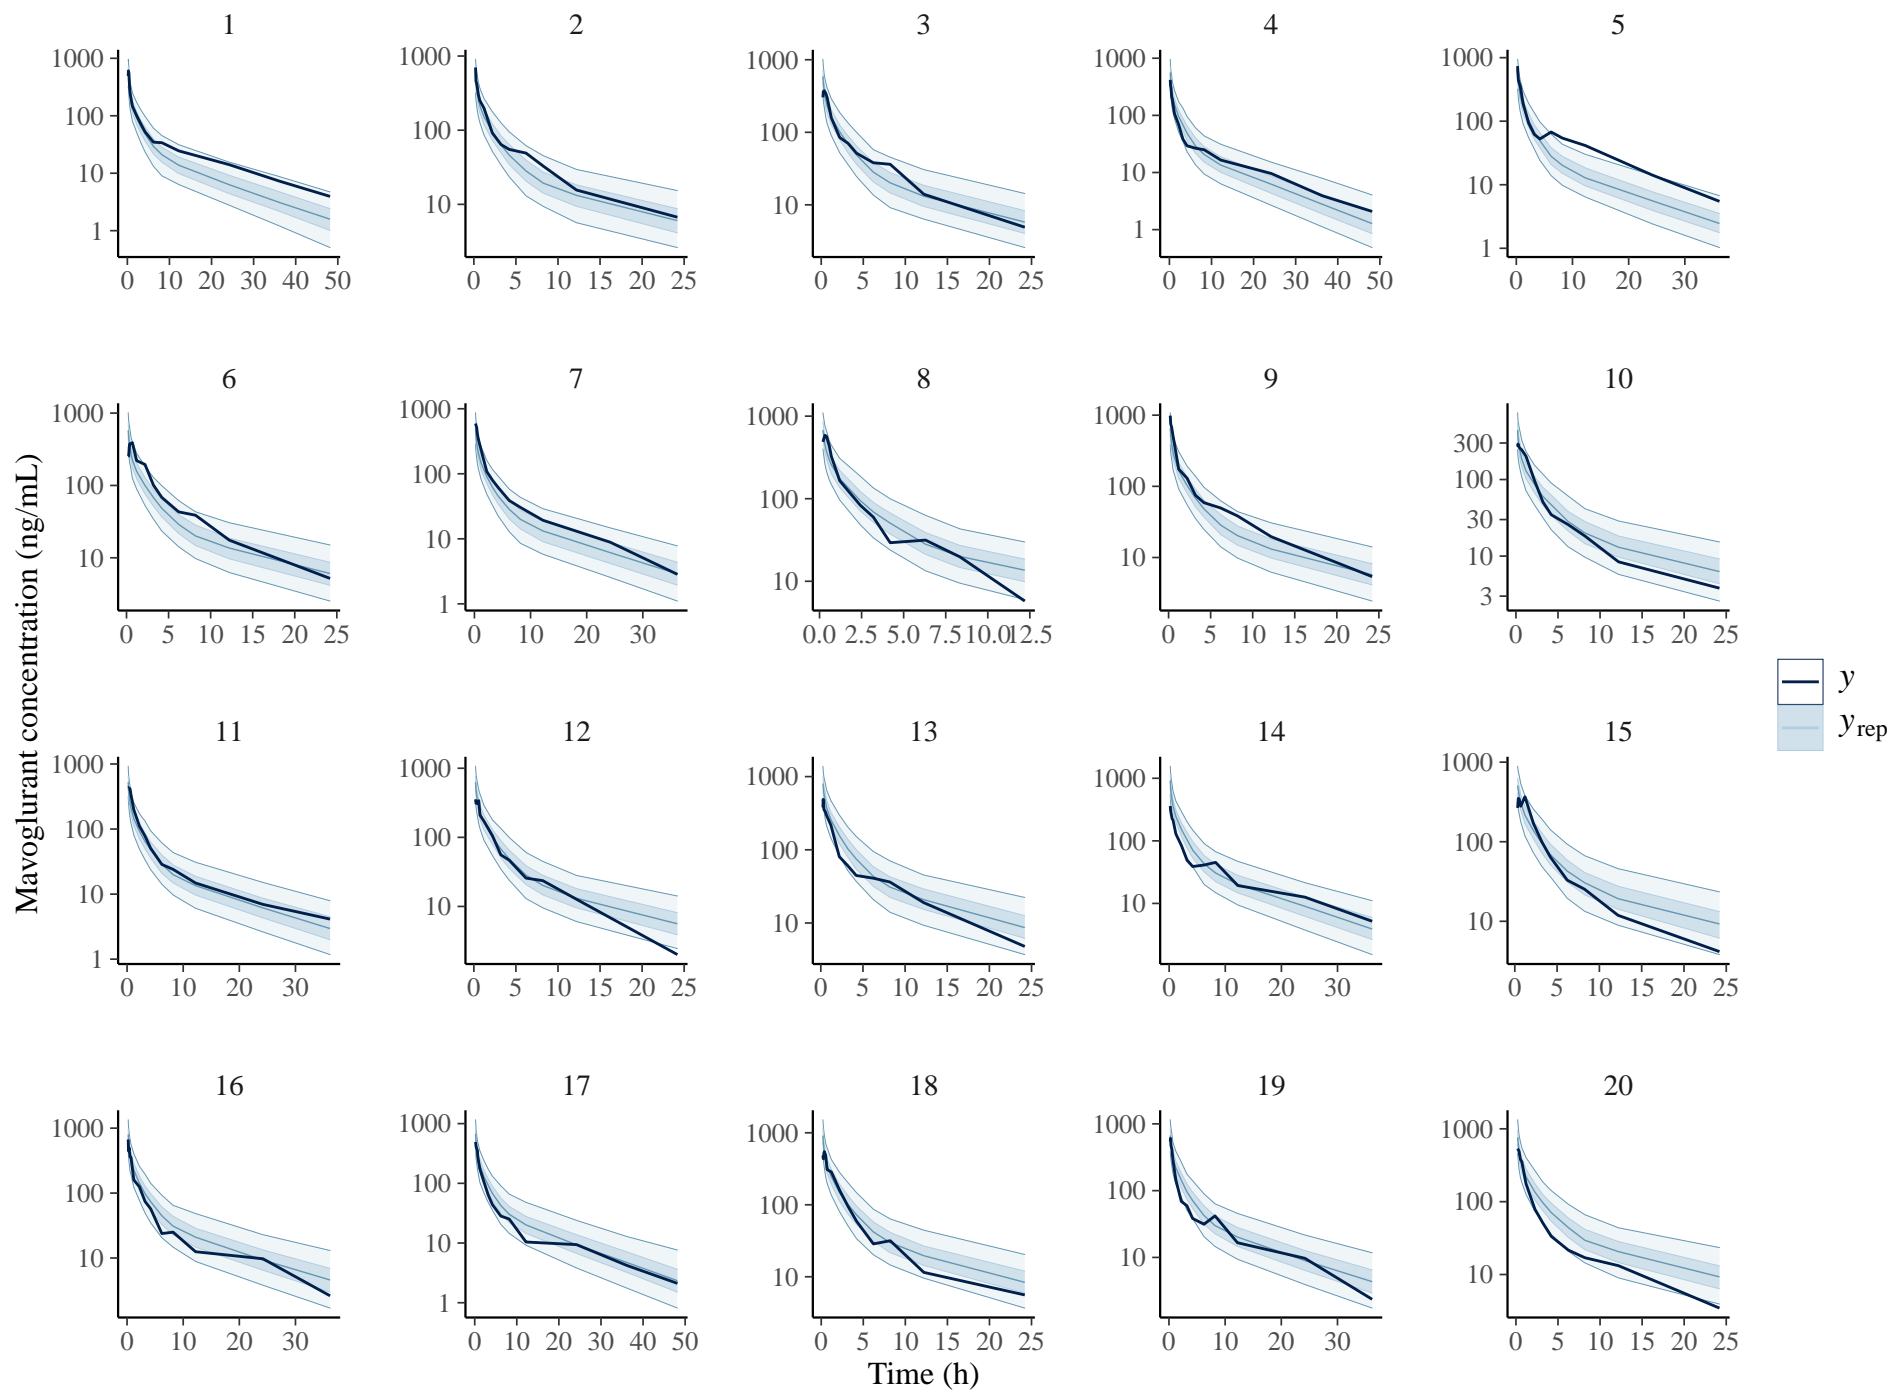 1 2 3 4 5
1000 1000 1000 1000 1000
100 100 100 100 100
10 10 10 10 10
1 1 1
0 10 20 30 40 50 0 5 10 15 20 25 0 5 10 15 20 25 0 10 20 30 40 50 0 10 20 30
6 7 8 9 10
1000 1000 1000 1000 300
100 100 100 100 100
10 10 10 10 30
1 10
3
0 5 10 15 20 25 0 10 20 30 0.0 2.5 5.0 7.5 10.0 12.5 0 5 10 15 20 25 0 5 10 15 20 25
Mavoglurant concentration (ng/mL)
y
yrep
11 12 13 14 15
1000 1000 1000 1000 1000
100 100 100 100 100
10 10 10 10 10
1
0 10 20 30 0 5 10 15 20 25 0 5 10 15 20 25 0 10 20 30 0 5 10 15 20 25
16 17 18 19 20
1000 1000 1000 1000 1000
100 100 100 100 100
10 10 10 10 10
1
0 10 20 30 0 10 20 30 40 50 0 5 10 15 20 25 0 10 20 30 0 5 10 15 20 25
Time (h)